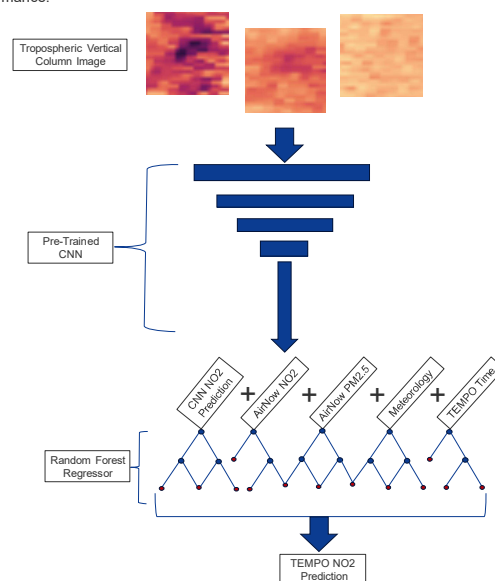 Tropospheric Vertical
Column Image
Pre-Trained
CNN
CNN NO2
Prediction
+
AirNow NO2
+
AirNow PM2.5
+
Meteorology
+
TEMPO Time
Random Forest
Regressor
TEMPO NO2
Prediction